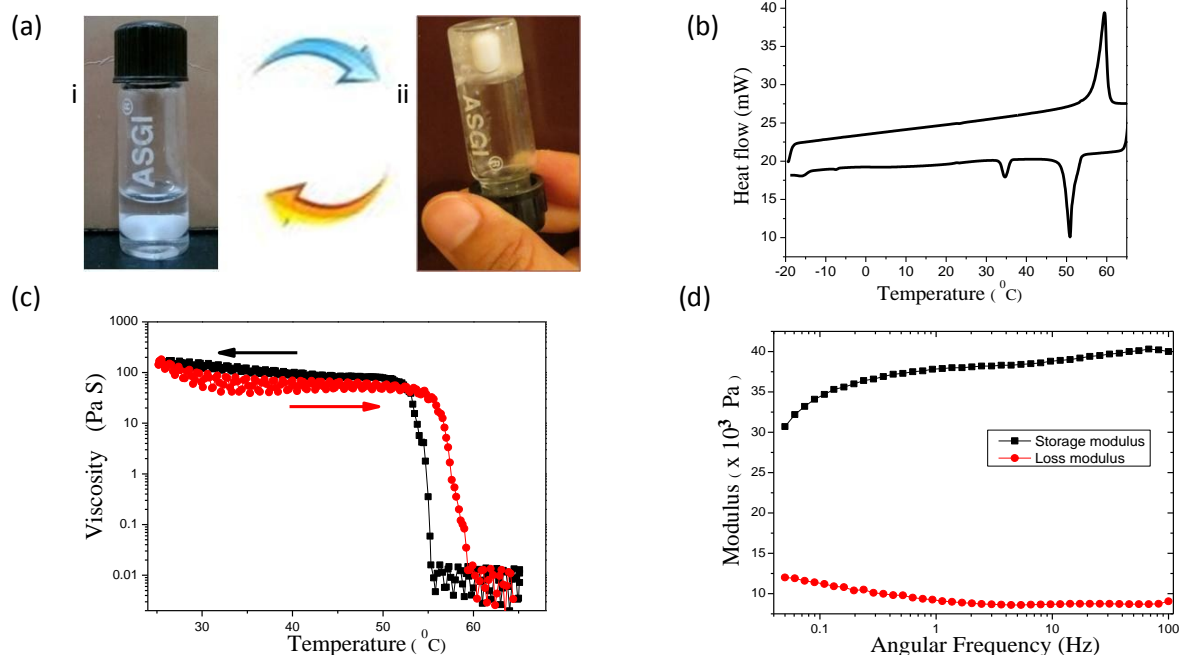 (a)
i
ASGI®
ii
ASGI®
(b)
Heat flow (mW)
40
35
30
25
20
15
10
-20 -10 0 10 20 30 40 50 60
Temperature ( ⁰C)
(c)
Viscosity (Pa S)
1000
100
10
1
0.1
0.01
30 40 50 60
Temperature ( ⁰C)
(d)
Modulus ( x 10³ Pa )
40
35
30
25
15
10
Storage modulus
Loss modulus
0.1 1 10 100
Angular Frequency (Hz)